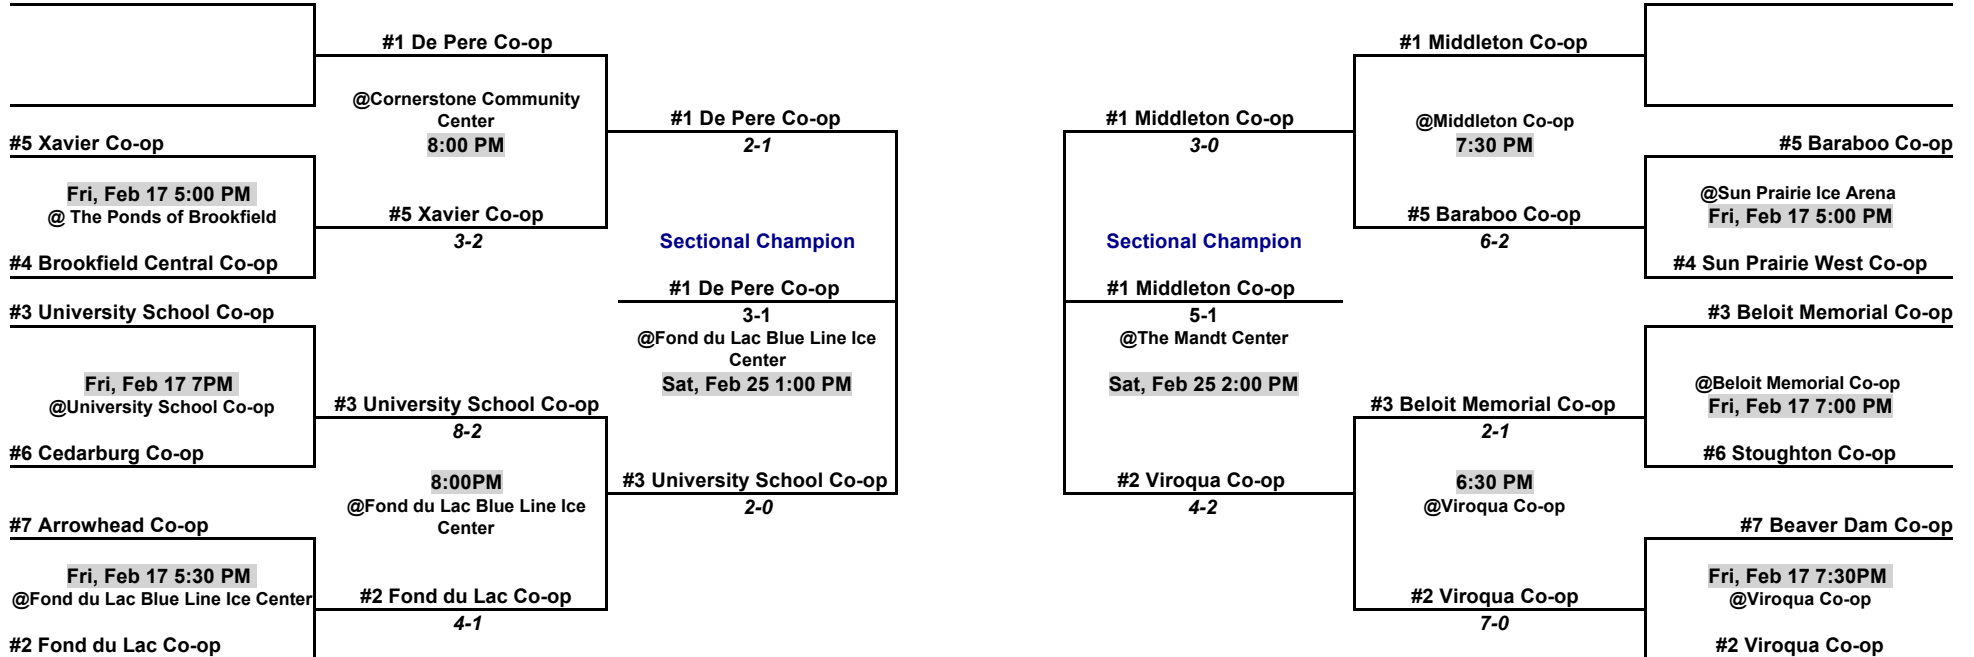 #1 De Pere Co-op
@Cornerstone Community
Center
8:00 PM
#5 Xavier Co-op
Fri, Feb 17 5:00 PM
@ The Ponds of Brookfield
#4 Brookfield Central Co-op
#5 Xavier Co-op
3-2
#1 De Pere Co-op
2-1
Sectional Champion
#1 De Pere Co-op
3-1
@Fond du Lac Blue Line Ice
Center
Sat, Feb 25 1:00 PM
#3 University School Co-op
Fri, Feb 17 7PM
@University School Co-op
#6 Cedarburg Co-op
#3 University School Co-op
8-2
8:00PM
@Fond du Lac Blue Line Ice
Center
#3 University School Co-op
2-0
#7 Arrowhead Co-op
Fri, Feb 17 5:30 PM
@Fond du Lac Blue Line Ice Center
#2 Fond du Lac Co-op
#2 Fond du Lac Co-op
4-1
#1 Middleton Co-op
@Middleton Co-op
7:30 PM
#1 Middleton Co-op
3-0
Sectional Champion
#1 Middleton Co-op
5-1
@The Mandt Center
Sat, Feb 25 2:00 PM
#5 Baraboo Co-op
@Sun Prairie Ice Arena
Fri, Feb 17 5:00 PM
#4 Sun Prairie West Co-op
#5 Baraboo Co-op
6-2
#3 Beloit Memorial Co-op
@Beloit Memorial Co-op
Fri, Feb 17 7:00 PM
#6 Stoughton Co-op
#3 Beloit Memorial Co-op
2-1
6:30 PM
@Viroqua Co-op
#2 Viroqua Co-op
4-2
#7 Beaver Dam Co-op
Fri, Feb 17 7:30PM
@Viroqua Co-op
#2 Viroqua Co-op
#2 Viroqua Co-op
7-0